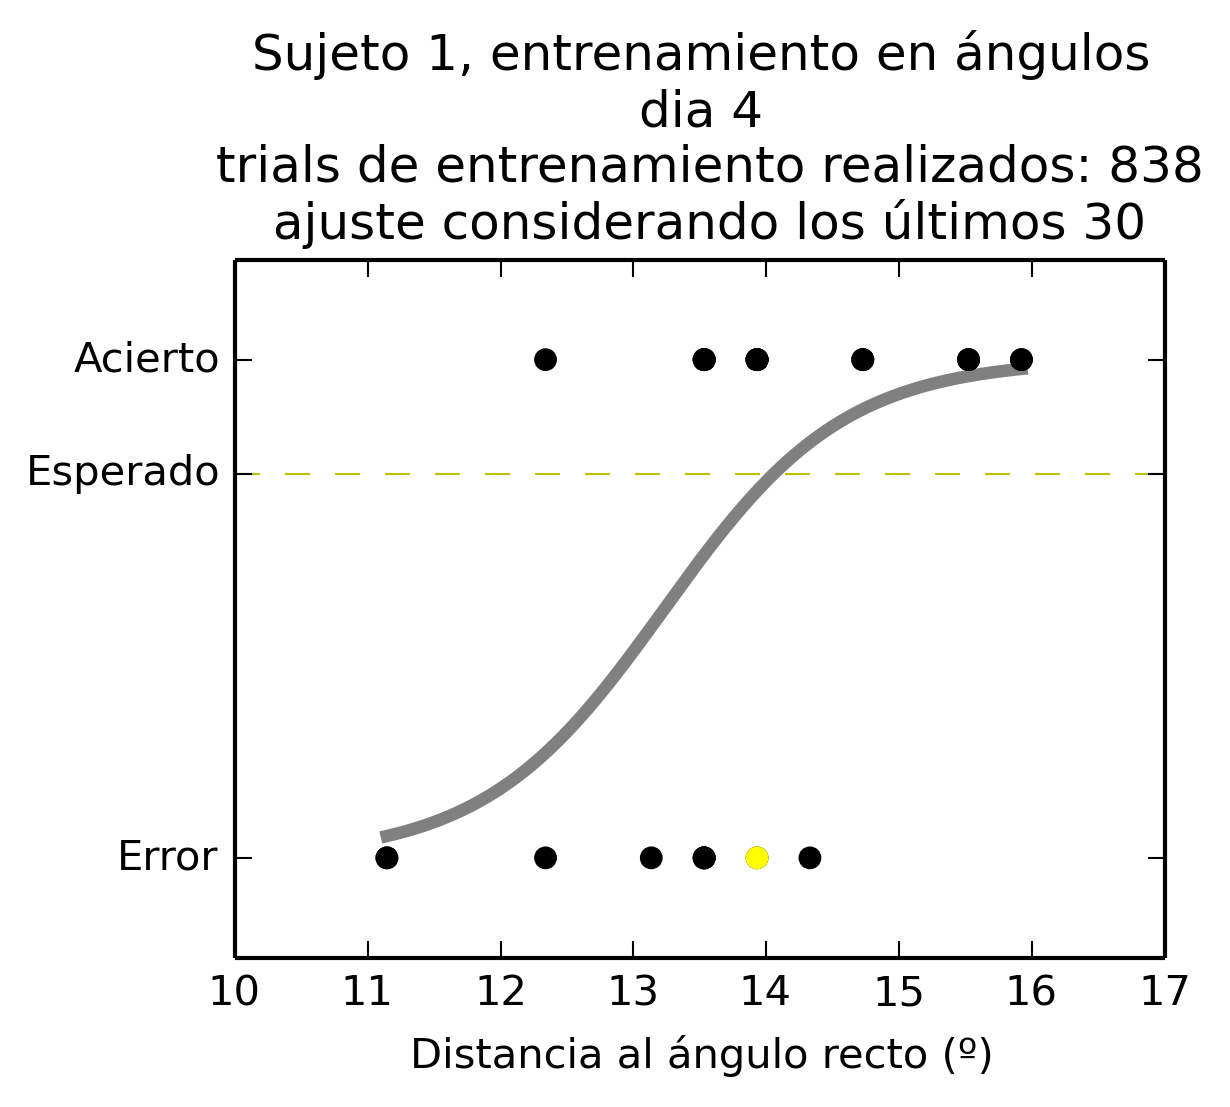 Sujeto 1, entrenamiento en ángulos
dia 4
trials de entrenamiento realizados: 838
ajuste considerando los últimos 30
Acierto
Esperado
Error
10 11 12 13 14 15 16 17
Distancia al ángulo recto (º)